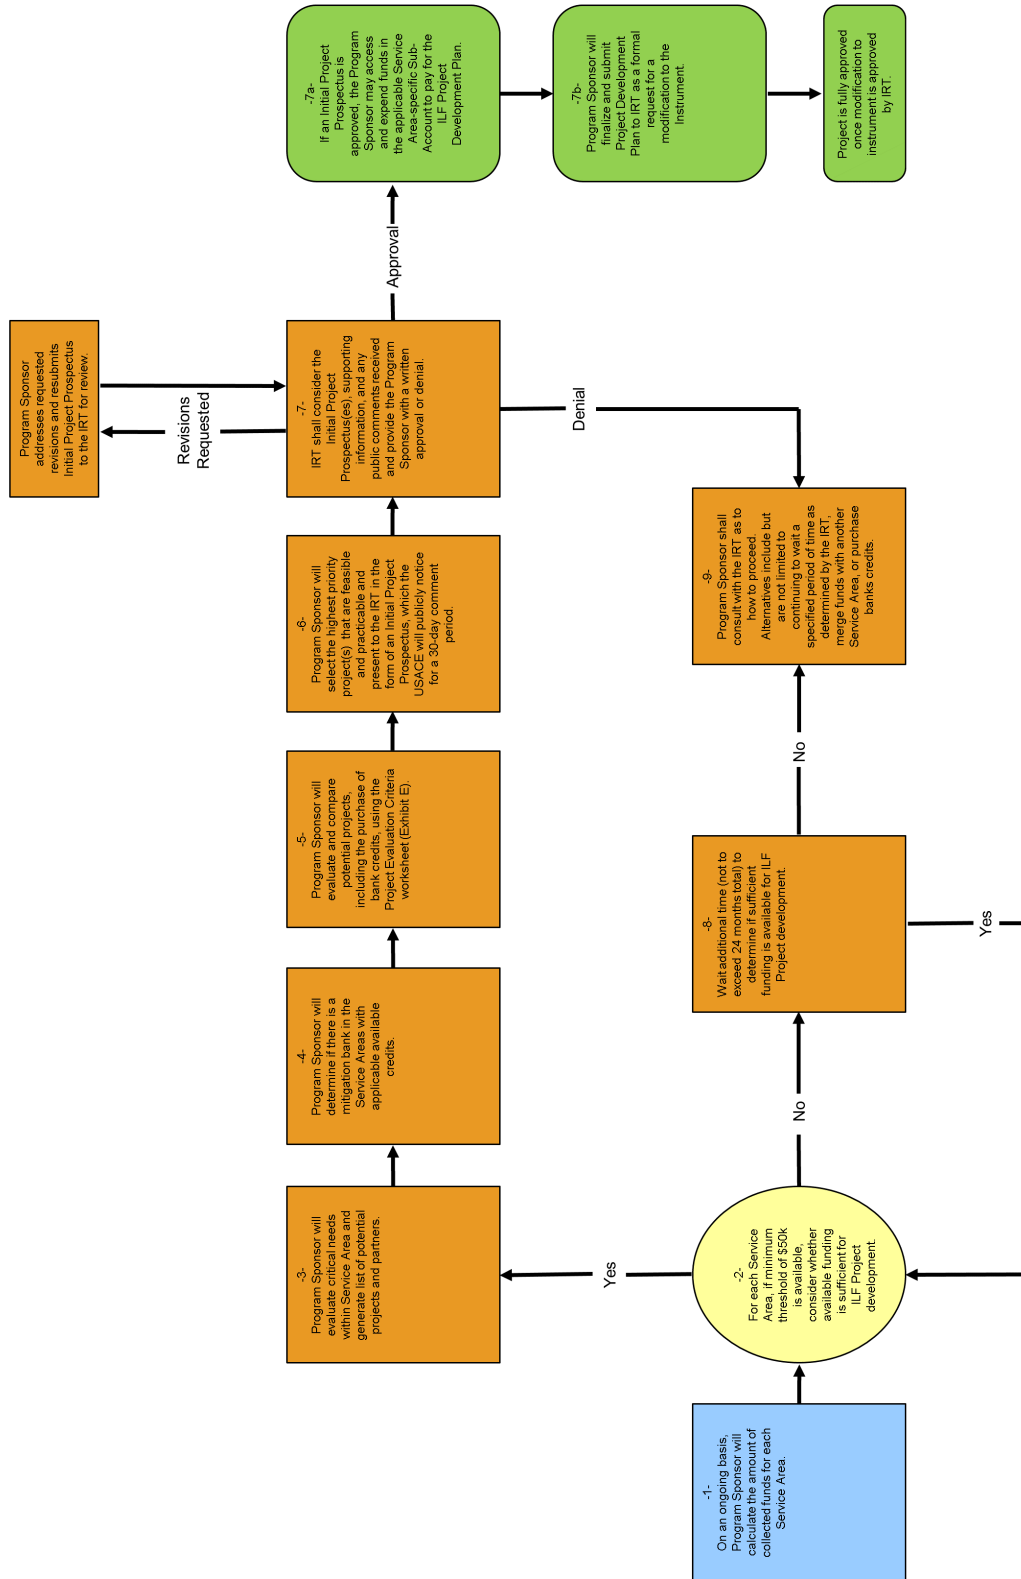 -1-
On an ongoing basis,
Program Sponsor will
calculate the amount of
collected funds for each
Service Area.
-2-
For each Service
Area, if minimum
threshold of $50k
is available,
consider whether
available funding
is sufficient for
ILF Project
development.
Yes
No
-3-
Program Sponsor will
evaluate critical needs
within Service Area and
generate list of potential
projects and partners.
-4-
Program Sponsor will
determine if there is a
mitigation bank in the
Service Areas with
applicable available
credits.
-5-
Program Sponsor will
evaluate and compare
potential projects,
including the purchase of
bank credits, using the
Project Evaluation Criteria
worksheet (Exhibit E).
-6-
Program Sponsor will
select the highest priority
project(s) that are feasible
and practicable and
present to the IRT in the
form of an Initial Project
Prospectus, which the
USACE will publicly notice
for a 30-day comment
period.
-7-
IRT shall consider the
Initial Project
Prospectus(es), supporting
information, and any
public comments received
and provide the Program
Sponsor with a written
approval or denial.
Revisions
Requested
Program Sponsor
addresses requested
revisions and resubmits
Initial Project Prospectus
to the IRT for review.
Approval
Denial
-7a-
If an Initial Project
Prospectus is
approved, the Program
Sponsor may access
and expend funds in
the applicable Service
Area-specific Sub-
Account to pay for the
ILF Project
Development Plan.
-7b-
Program Sponsor will
finalize and submit
Project Development
Plan to IRT as a formal
request for a
modification to the
Instrument.
Project is fully approved
once modification to
instrument is approved
by IRT.
-8-
Wait additional time (not to
exceed 24 months total) to
determine if sufficient
funding is available for ILF
Project development.
Yes
No
-9-
Program Sponsor shall
consult with the IRT as to
how to proceed.
Alternatives include but
are not limited to
continuing to wait a
specified period of time as
determined by the IRT,
merge funds with another
Service Area, or purchase
banks credits.